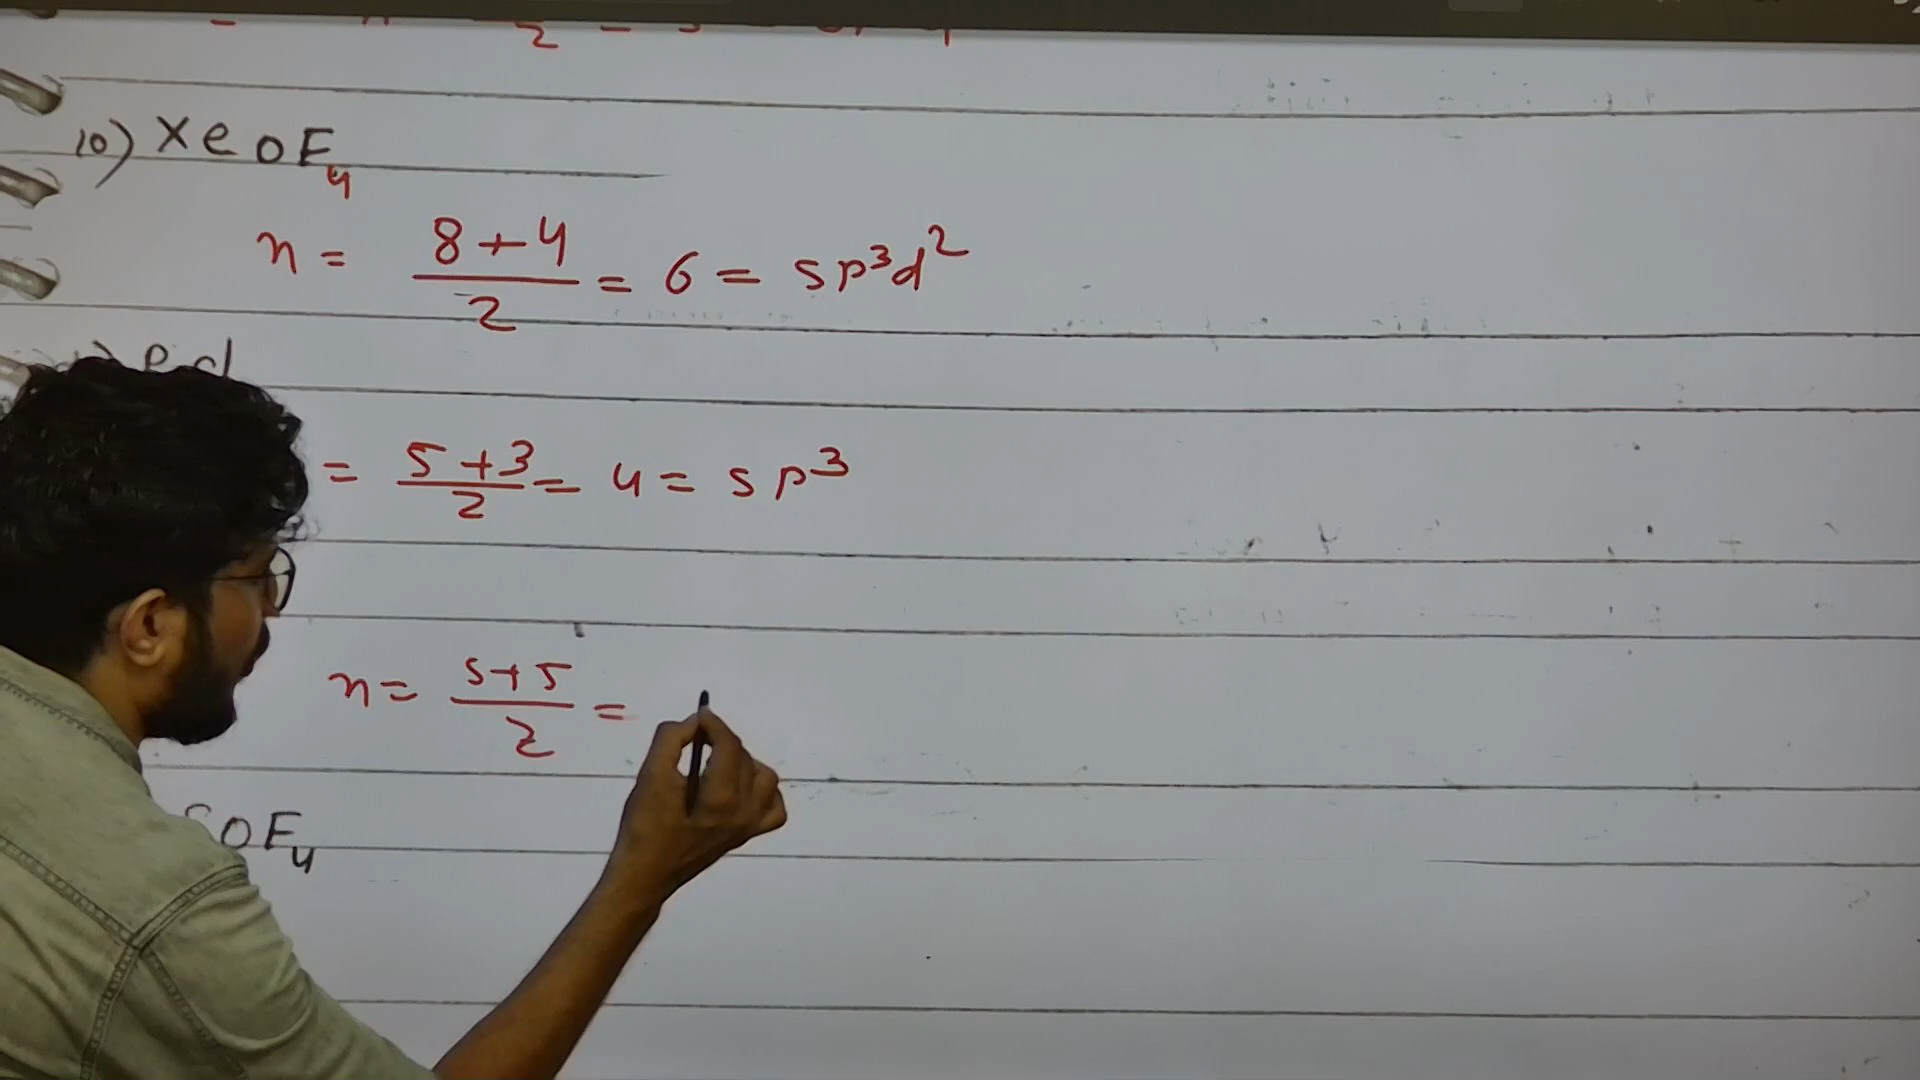 10) XeOF4
n = 8+4/2 = 6 = sp³d²
= 5+3/2 = 4 = sp³
n = 5+5/2 =
SOF4